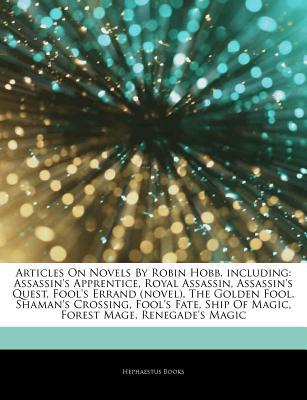 Articles On Novels By Robin Hobb, including:
Assassin's Apprentice, Royal Assassin, Assassin's
Quest, Fool's Errand (novel), The Golden Fool,
Shaman's Crossing, Fool's Fate, Ship Of Magic,
Forest Mage, Renegade's Magic
Hephaestus Books